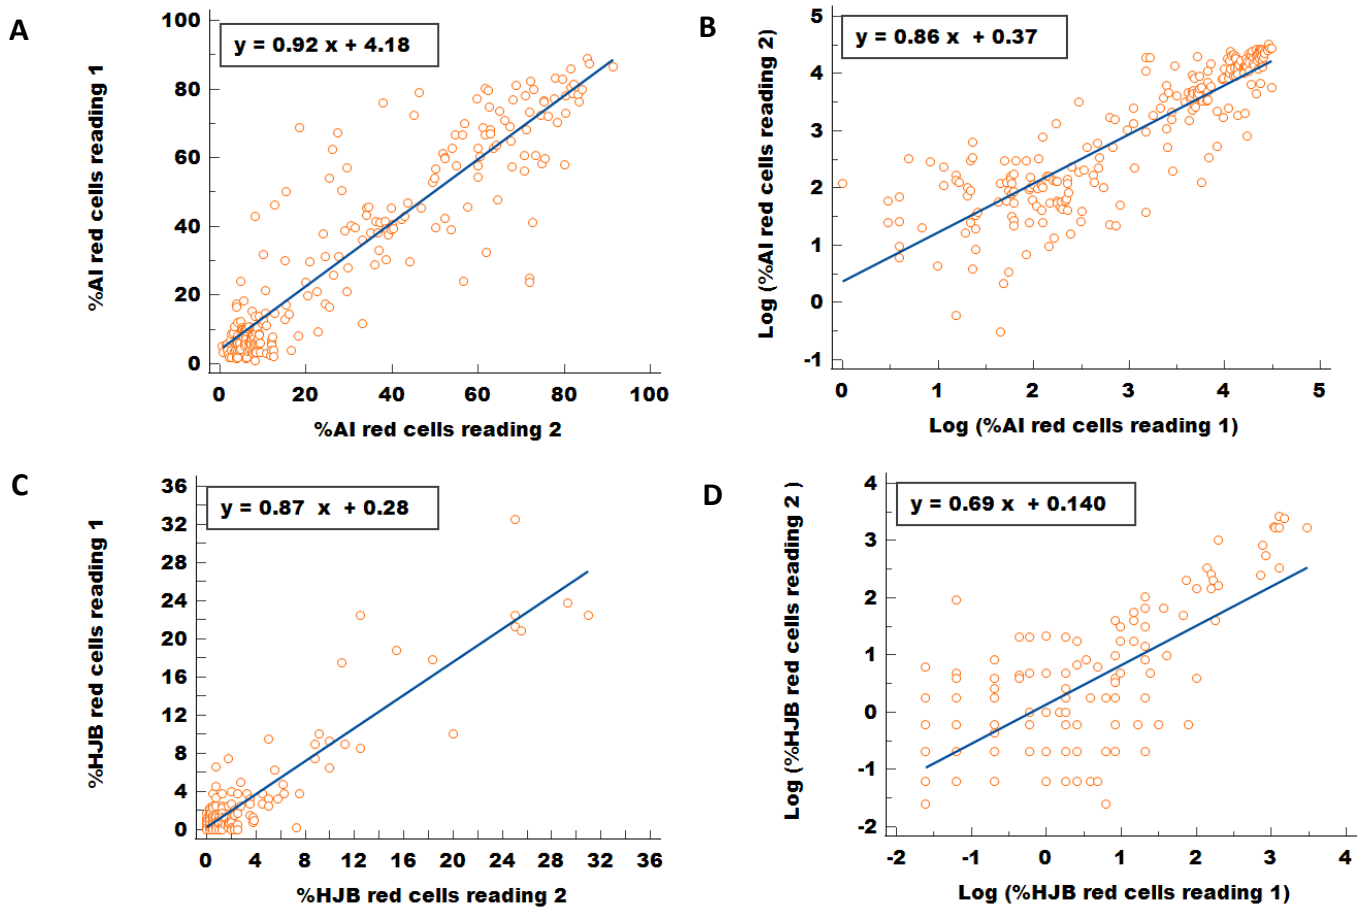 A
y = 0.92 x + 4.18
%AI red cells reading 1
100
80
60
40
20
0
0 20 40 60 80 100
%AI red cells reading 2
B
y = 0.86 x + 0.37
Log (%AI red cells reading 2)
5
4
3
2
1
0
-1
0 1 2 3 4 5
Log (%AI red cells reading 1)
C
y = 0.87 x + 0.28
%HJB red cells reading 1
36
32
28
24
20
16
12
8
4
0
0 4 8 12 16 20 24 28 32 36
%HJB red cells reading 2
D
y = 0.69 x + 0.140
Log (%HJB red cells reading 2 )
4
3
2
1
0
-1
-2
-2 -1 0 1 2 3 4
Log (%HJB red cells reading 1)